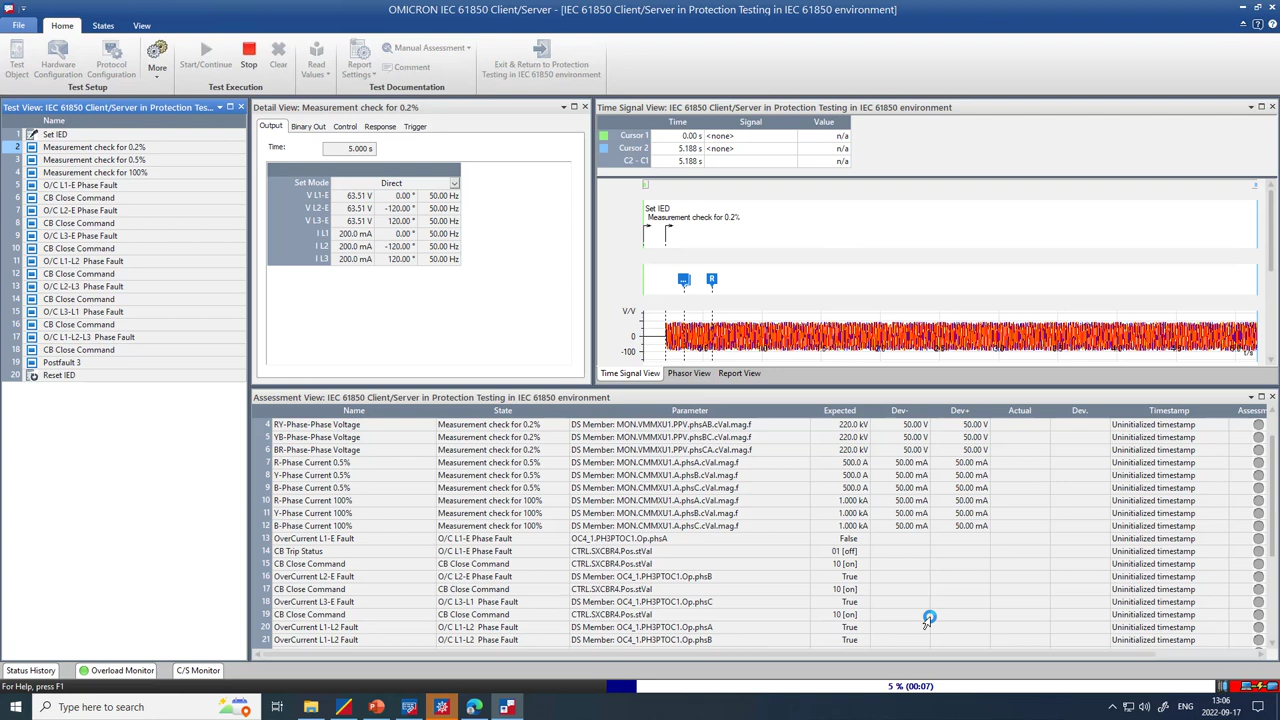 OMICRON IEC 61850 Client/Server - [IEC 61850 Client/Server in Protection Testing in IEC 61850 environment]
File Home States View
Test Object
Hardware Configuration
Protocol Configuration
More
Test Setup
Start/Continue
Stop
Clear
Test Execution
Read Values
Report Settings
Manual Assessment
Comment
Test Documentation
Exit & Return to Protection Testing in IEC 61850 environment
Test View: IEC 61850 Client/Server in Protection Tes...
Name
1 Set IED
2 Measurement check for 0.2%
3 Measurement check for 0.5%
4 Measurement check for 100%
5 O/C L1-E Phase Fault
6 CB Close Command
7 O/C L2-E Phase Fault
8 CB Close Command
9 O/C L3-E Phase Fault
10 CB Close Command
11 O/C L1-L2 Phase Fault
12 CB Close Command
13 O/C L2-L3 Phase Fault
14 CB Close Command
15 O/C L3-L1 Phase Fault
16 CB Close Command
17 O/C L1-L2-L3 Phase Fault
18 CB Close Command
19 Postfault 3
20 Reset IED
Detail View: Measurement check for 0.2%
Output Binary Out Control Response Trigger
Time: 5.000 s
Set Mode Direct
V L1-E 63.51 V 0.00 ° 50.00 Hz
V L2-E 63.51 V -120.00 ° 50.00 Hz
V L3-E 63.51 V 120.00 ° 50.00 Hz
I L1 200.0 mA 0.00 ° 50.00 Hz
I L2 200.0 mA -120.00 ° 50.00 Hz
I L3 200.0 mA 120.00 ° 50.00 Hz
Time Signal View: IEC 61850 Client/Server in Protection Testing in IEC 61850 environment
Time Signal Value
Cursor 1 0.00 s <none> n/a
Cursor 2 5.188 s <none> n/a
C2 - C1 5.188 s n/a
Set IED
Measurement check for 0.2%
... R
V/V
0
-100
Time Signal View Phasor View Report View
Assessment View: IEC 61850 Client/Server in Protection Testing in IEC 61850 environment
Name State Parameter Expected Dev- Dev+ Actual Dev. Timestamp Assessm
4 RY-Phase-Phase Voltage Measurement check for 0.2% DS Member: MON.VMMXU1.PPV.phsAB.cVal.mag.f 220.0 kV 50.00 V 50.00 V Uninitialized timestamp
5 YB-Phase-Phase Voltage Measurement check for 0.2% DS Member: MON.VMMXU1.PPV.phsBC.cVal.mag.f 220.0 kV 50.00 V 50.00 V Uninitialized timestamp
6 BR-Phase-Phase Voltage Measurement check for 0.2% DS Member: MON.VMMXU1.PPV.phsCA.cVal.mag.f 220.0 kV 50.00 V 50.00 V Uninitialized timestamp
7 R-Phase Current 0.5% Measurement check for 0.5% DS Member: MON.CMMXU1.A.phsA.cVal.mag.f 500.0 A 50.00 mA 50.00 mA Uninitialized timestamp
8 Y-Phase Current 0.5% Measurement check for 0.5% DS Member: MON.CMMXU1.A.phsB.cVal.mag.f 500.0 A 50.00 mA 50.00 mA Uninitialized timestamp
9 B-Phase Current 0.5% Measurement check for 0.5% DS Member: MON.CMMXU1.A.phsC.cVal.mag.f 500.0 A 50.00 mA 50.00 mA Uninitialized timestamp
10 R-Phase Current 100% Measurement check for 100% DS Member: MON.CMMXU1.A.phsA.cVal.mag.f 1.000 kA 50.00 mA 50.00 mA Uninitialized timestamp
11 Y-Phase Current 100% Measurement check for 100% DS Member: MON.CMMXU1.A.phsB.cVal.mag.f 1.000 kA 50.00 mA 50.00 mA Uninitialized timestamp
12 B-Phase Current 100% Measurement check for 100% DS Member: MON.CMMXU1.A.phsC.cVal.mag.f 1.000 kA 50.00 mA 50.00 mA Uninitialized timestamp
13 OverCurrent L1-E Fault O/C L1-E Phase Fault OC4_1.PH3PTOC1.Op.phsA False Uninitialized timestamp
14 CB Trip Status O/C L1-E Phase Fault CTRL.SXCBR4.Pos.stVal 01 [off] Uninitialized timestamp
15 CB Close Command CB Close Command CTRL.SXCBR4.Pos.stVal 10 [on] Uninitialized timestamp
16 OverCurrent L2-E Fault O/C L2-E Phase Fault DS Member: OC4_1.PH3PTOC1.Op.phsB True Uninitialized timestamp
17 CB Close Command CB Close Command CTRL.SXCBR4.Pos.stVal 10 [on] Uninitialized timestamp
18 OverCurrent L3-E Fault O/C L3-L1 Phase Fault DS Member: OC4_1.PH3PTOC1.Op.phsC True Uninitialized timestamp
19 CB Close Command CB Close Command CTRL.SXCBR4.Pos.stVal 10 [on] Uninitialized timestamp
20 OverCurrent L1-L2 Fault O/C L1-L2 Phase Fault DS Member: OC4_1.PH3PTOC1.Op.phsA True Uninitialized timestamp
21 OverCurrent L1-L2 Fault O/C L1-L2 Phase Fault DS Member: OC4_1.PH3PTOC1.Op.phsB True Uninitialized timestamp
Status History Overload Monitor C/S Monitor
For Help, press F1
5 % (00:07)
Type here to search
ENG
13:06
2022-09-17